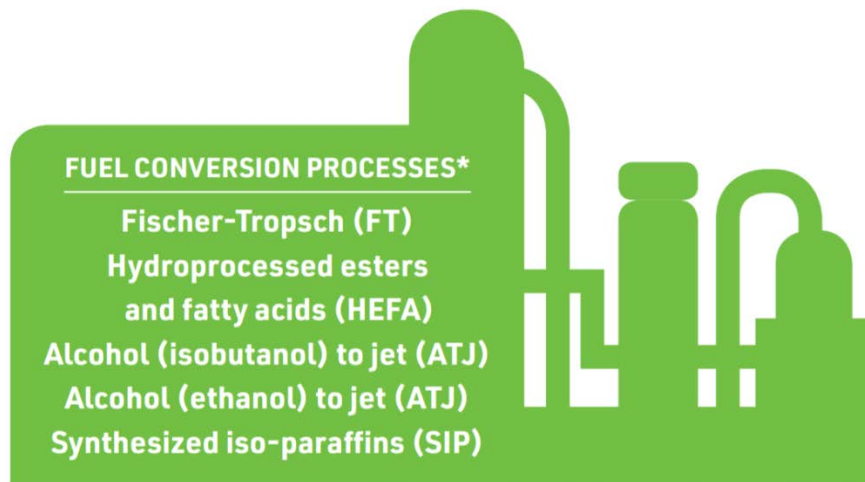 FUEL CONVERSION PROCESSES*
Fischer-Tropsch (FT)
Hydroprocessed esters
and fatty acids (HEFA)
Alcohol (isobutanol) to jet (ATJ)
Alcohol (ethanol) to jet (ATJ)
Synthesized iso-paraffins (SIP)